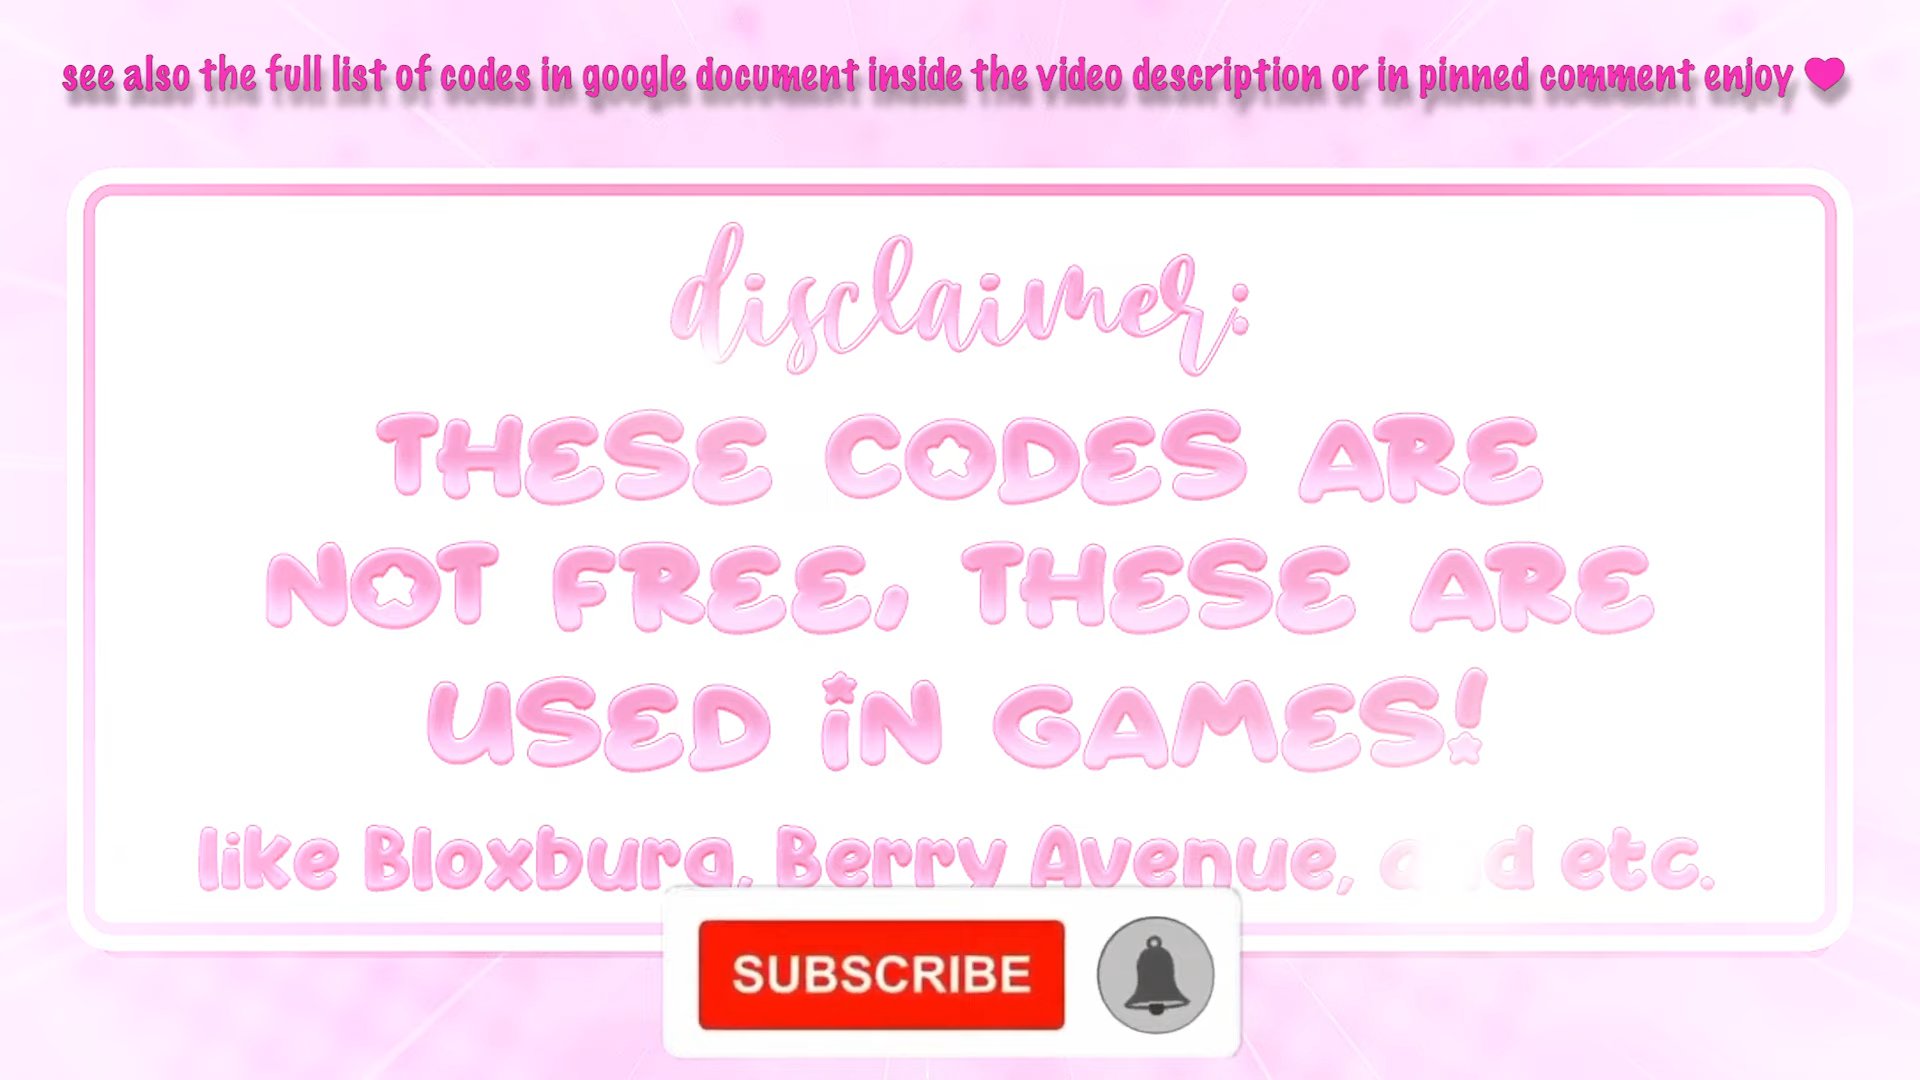 see also the full list of codes in google document inside the video description or in pinned comment enjoy ♥
disclaimer:
THESE CODES ARE
NOT FREE, THESE ARE
USED iN GAMES!
like Bloxburg, Berry Avenue, and etc.
SUBSCRIBE